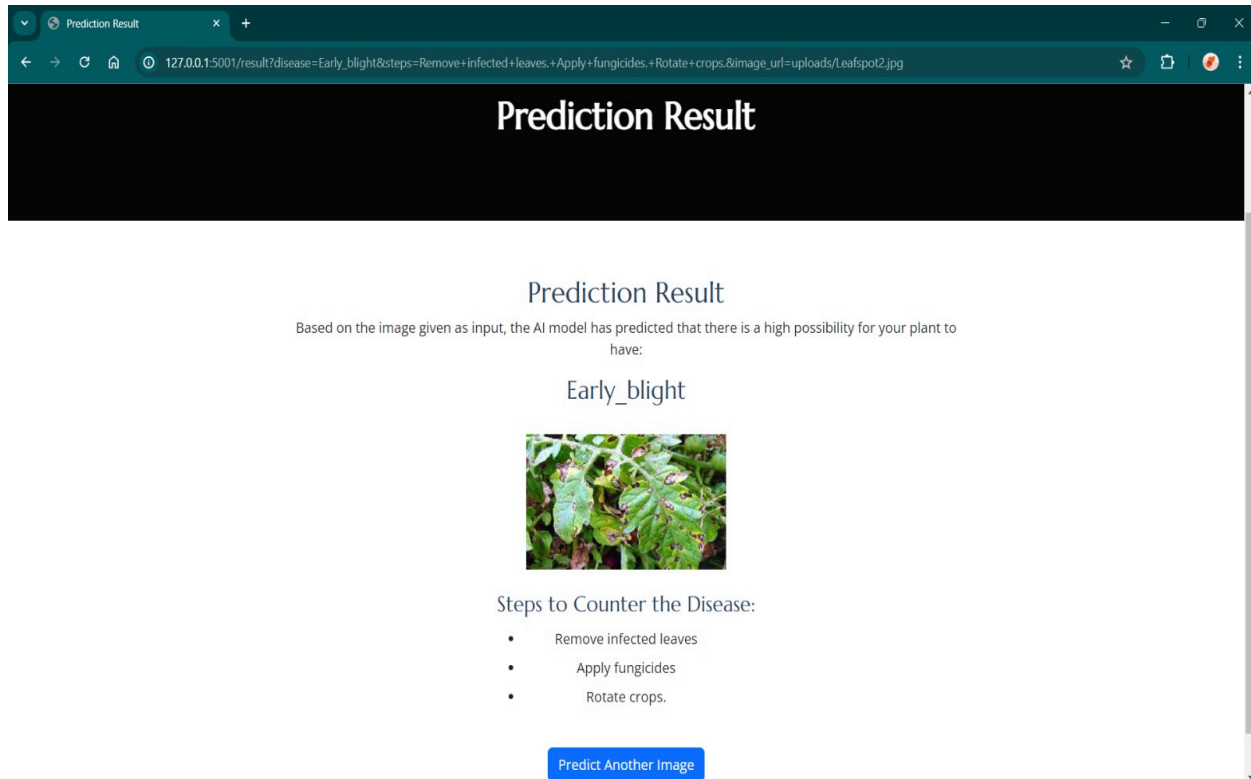 Prediction Result
127.0.0.1:5001/result?disease=Early_blight&steps=Remove+infected+leaves.+Apply+fungicides.+Rotate+crops.&image_url=uploads/Leafspot2.jpg
Prediction Result
Prediction Result
Based on the image given as input, the AI model has predicted that there is a high possibility for your plant to
have:
Early_blight
Steps to Counter the Disease:
• Remove infected leaves
• Apply fungicides
• Rotate crops.
Predict Another Image